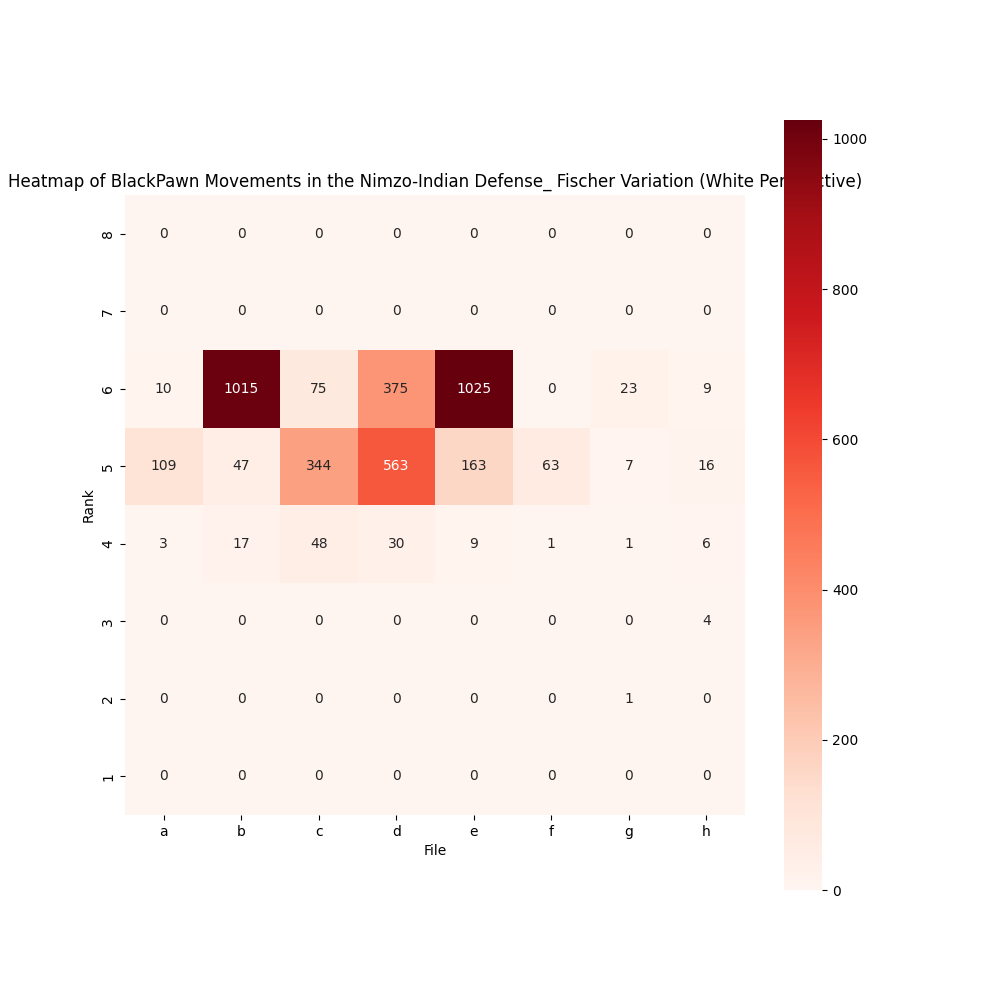 1000
Heatmap of BlackPawn Movements in the Nimzo-Indian Defense_ Fischer Variation (White Perspective)
8 0 0 0 0 0 0 0 0
800
7 0 0 0 0 0 0 0 0
6 10 1015 75 375 1025 0 23 9
600
5 109 47 344 563 163 63 7 16
Rank
4 3 17 48 30 9 1 1 6
400
3 0 0 0 0 0 0 0 4
2 0 0 0 0 0 0 1 0
200
1 0 0 0 0 0 0 0 0
a b c d e f g h
File
0